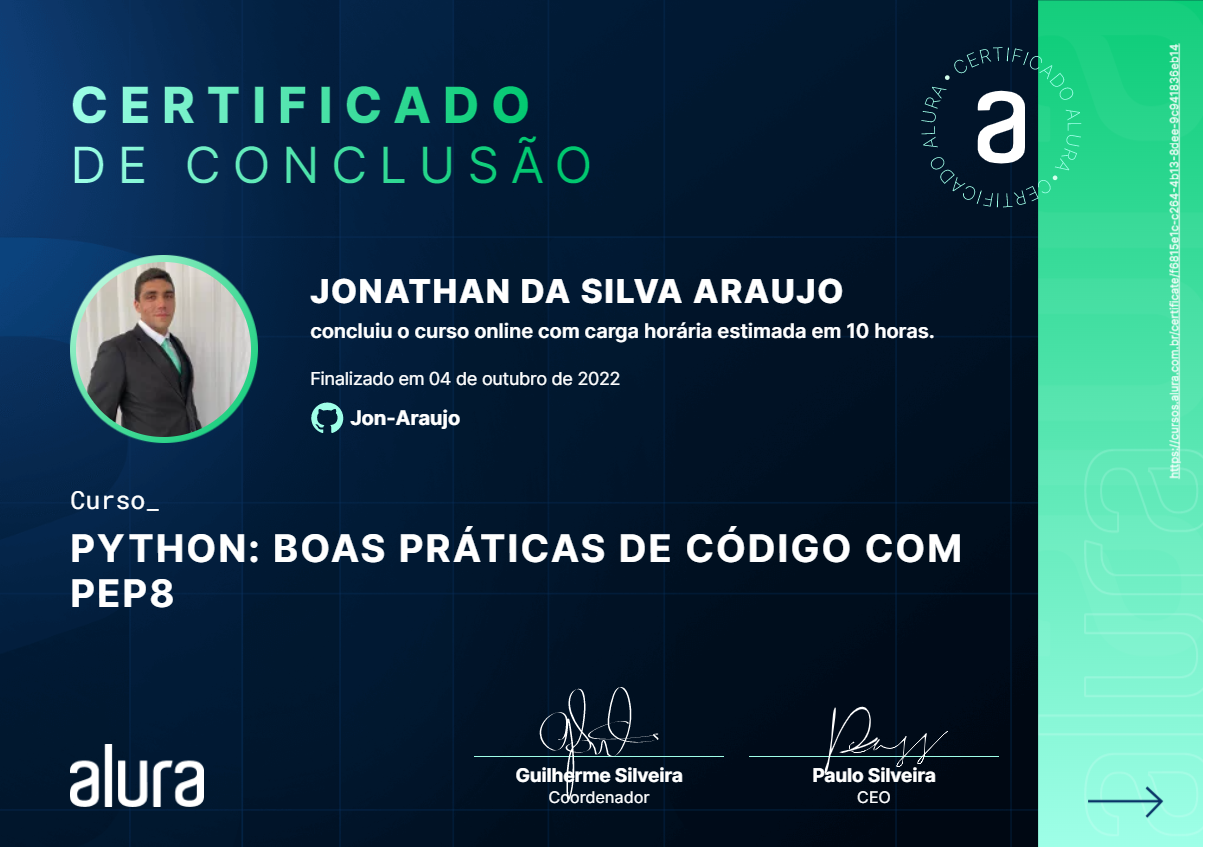 CERTIFICADO
DE CONCLUSÃO
CERTIFICADO ALURA • CERTIFICADO ALURA •
a
https://cursos.alura.com.br/certificate/f6815e1c-c264-4b13-8dee-9c941836eb14
JONATHAN DA SILVA ARAUJO
concluiu o curso online com carga horária estimada em 10 horas.
Finalizado em 04 de outubro de 2022
Jon-Araujo
Curso_
PYTHON: BOAS PRÁTICAS DE CÓDIGO COM
PEP8
alura
Guilherme Silveira
Coordenador
Paulo Silveira
CEO
alura